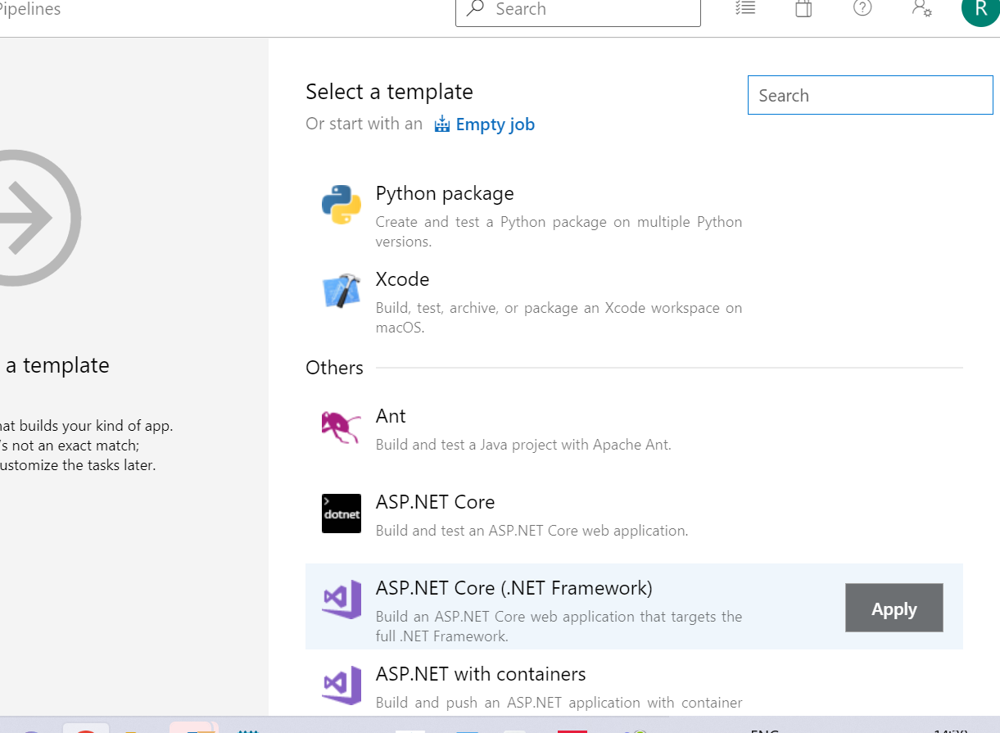 Pipelines
Search
R
Select a template
Search
Or start with an Empty job
Python package
Create and test a Python package on multiple Python
versions.
Xcode
Build, test, archive, or package an Xcode workspace on
macOS.
a template
Others
Ant
hat builds your kind of app.
's not an exact match;
Build and test a Java project with Apache Ant.
ustomize the tasks later.
ASP.NET Core
dotnet
Build and test an ASP.NET Core web application.
ASP.NET Core (.NET Framework)
Build an ASP.NET Core web application that targets the
full .NET Framework.
Apply
ASP.NET with containers
Build and push an ASP.NET application with container